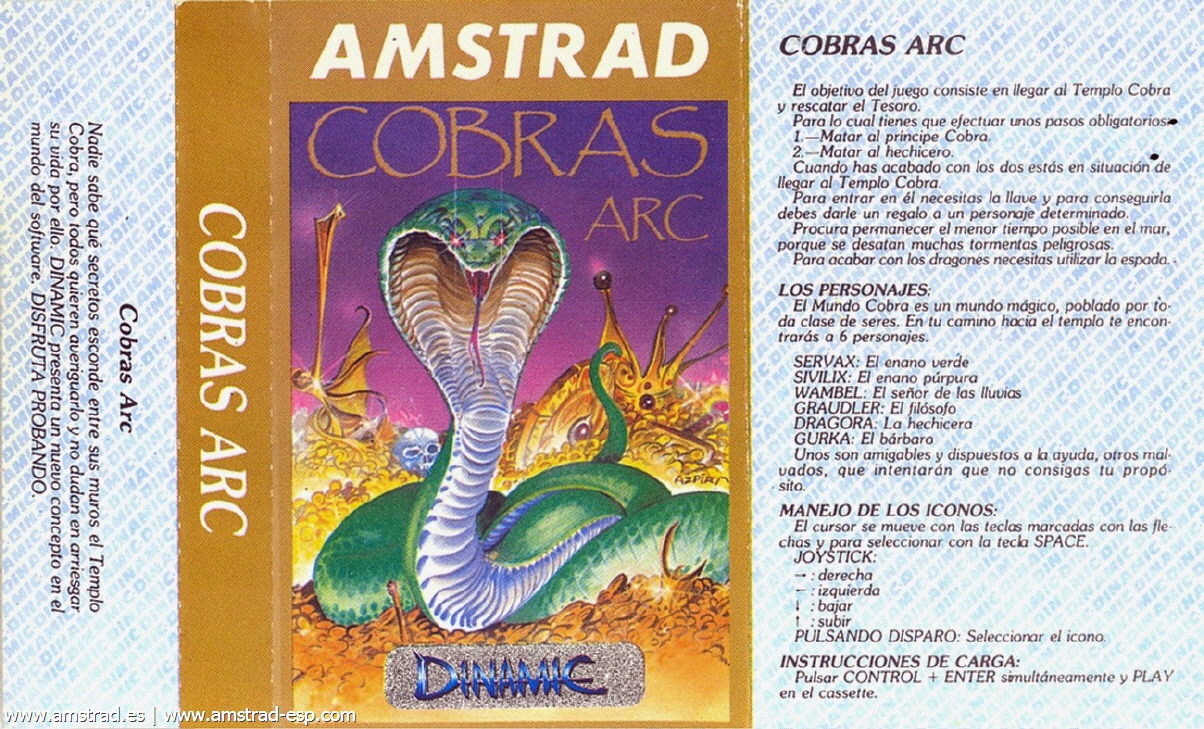 Cobras Arc
Nadie sabe qué secretos esconde entre sus muros el Templo
Cobra, pero todos quieren averiguarlo y no dudan en arriesgar
su vida por ello. DINAMIC presenta un nuevo concepto en el
mundo del software. DISFRUTA PROBANDO.
COBRAS ARC
AMSTRAD
COBRAS
ARC
AZPIRI
DINAMIC
COBRAS ARC
El objetivo del juego consiste en llegar al Templo Cobra
y rescatar el Tesoro.
Para lo cual tienes que efectuar unos pasos obligatorios:
1.—Matar al príncipe Cobra.
2.—Matar al hechicero.
Cuando has acabado con los dos estás en situación de
llegar al Templo Cobra.
Para entrar en él necesitas la llave y para conseguirla
debes darle un regalo a un personaje determinado.
Procura permanecer el menor tiempo posible en el mar,
porque se desatan muchas tormentas peligrosas.
Para acabar con los dragones necesitas utilizar la espada.
LOS PERSONAJES:
El Mundo Cobra es un mundo mágico, poblado por to-
da clase de seres. En tu camino hacia el templo te encon-
trarás a 6 personajes.
SERVAX: El enano verde
SIVILIX: El enano púrpura
WAMBEL: El señor de las lluvias
GRAUDLER: El filósofo
DRAGORA: La hechicera
GURKA: El bárbaro
Unos son amigables y dispuestos a la ayuda, otros mal-
vados, que intentarán que no consigas tu propó-
sito.
MANEJO DE LOS ICONOS:
El cursor se mueve con las teclas marcadas con las fle-
chas y para seleccionar con la tecla SPACE.
JOYSTICK:
→ : derecha
← : izquierda
↓ : bajar
↑ : subir
PULSANDO DISPARO: Seleccionar el icono.
INSTRUCCIONES DE CARGA:
Pulsar CONTROL + ENTER simultáneamente y PLAY
en el cassette.
www.amstrad.es | www.amstrad-esp.com